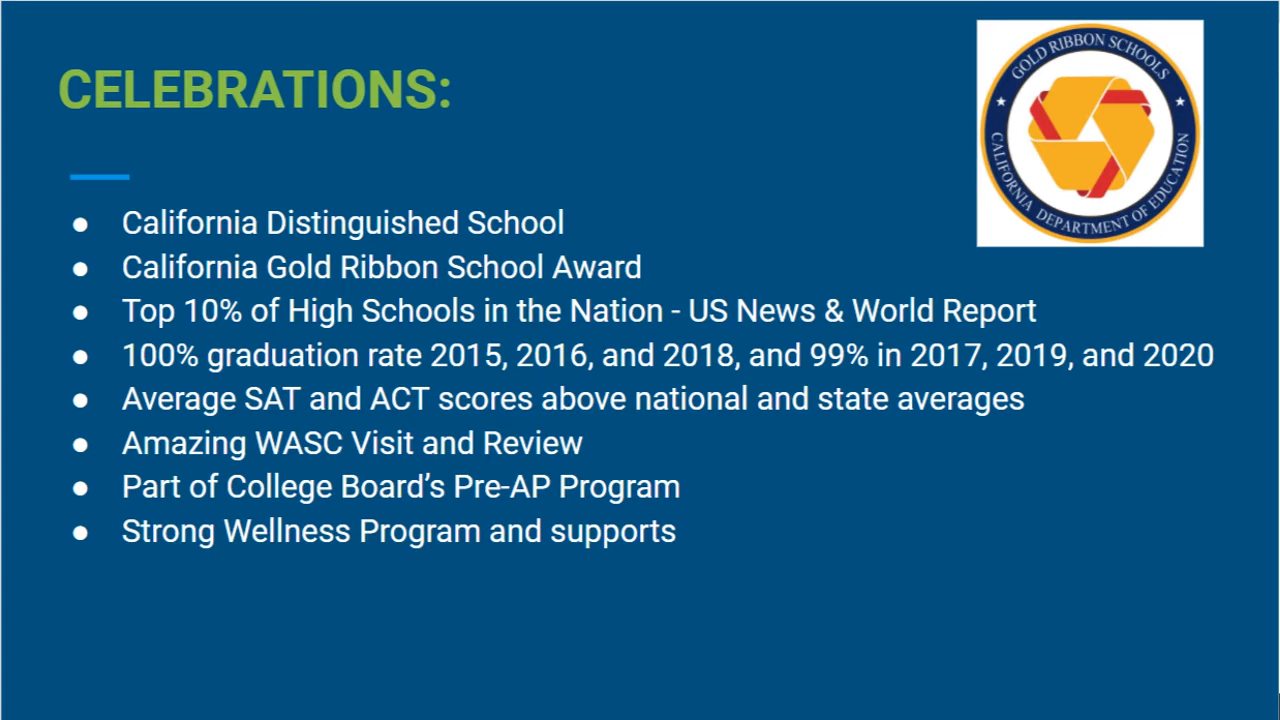 CELEBRATIONS:
GOLD RIBBON SCHOOLS
CALIFORNIA DEPARTMENT OF EDUCATION
● California Distinguished School
● California Gold Ribbon School Award
● Top 10% of High Schools in the Nation - US News & World Report
● 100% graduation rate 2015, 2016, and 2018, and 99% in 2017, 2019, and 2020
● Average SAT and ACT scores above national and state averages
● Amazing WASC Visit and Review
● Part of College Board’s Pre-AP Program
● Strong Wellness Program and supports